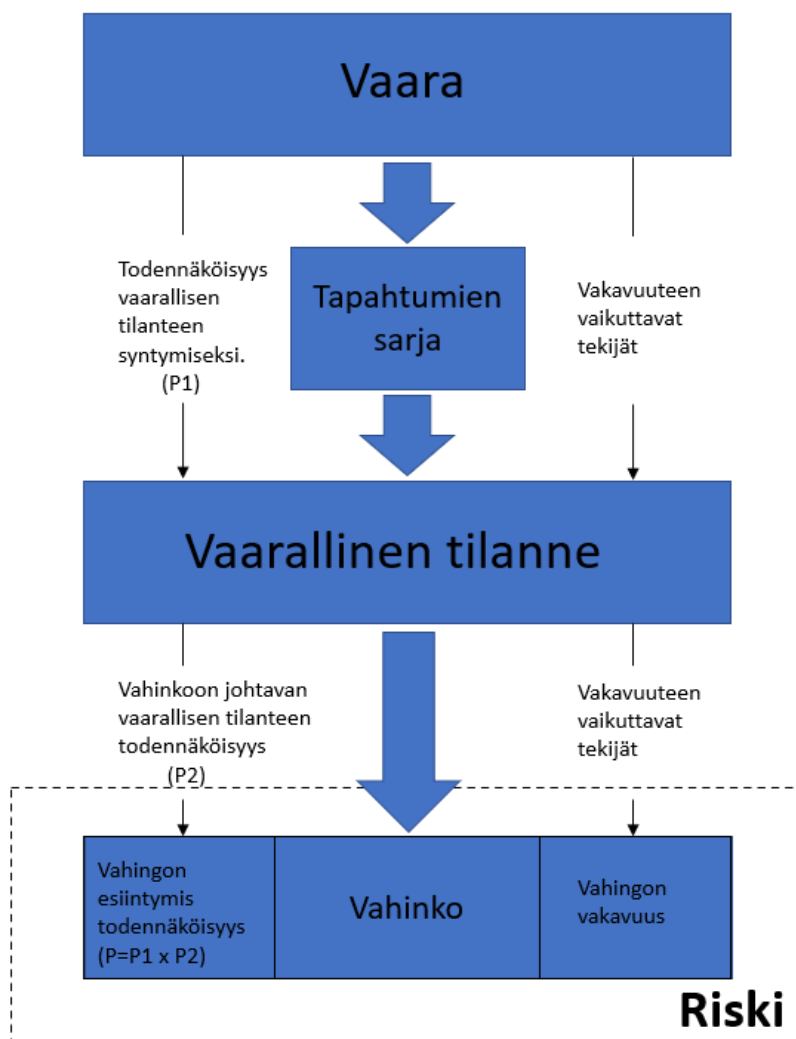 Vaara
Todennäköisyys
vaarallisen
tilanteen
syntymiseksi.
(P1)
Tapahtumien
sarja
Vakavuuteen
vaikuttavat
tekijät
Vaarallinen tilanne
Vahinkoon johtavan
vaarallisen tilanteen
todennäköisyys
(P2)
Vakavuuteen
vaikuttavat
tekijät
Vahingon
esiintymis
todennäköisyys
(P=P1 x P2)
Vahinko
Vahingon
vakavuus
Riski